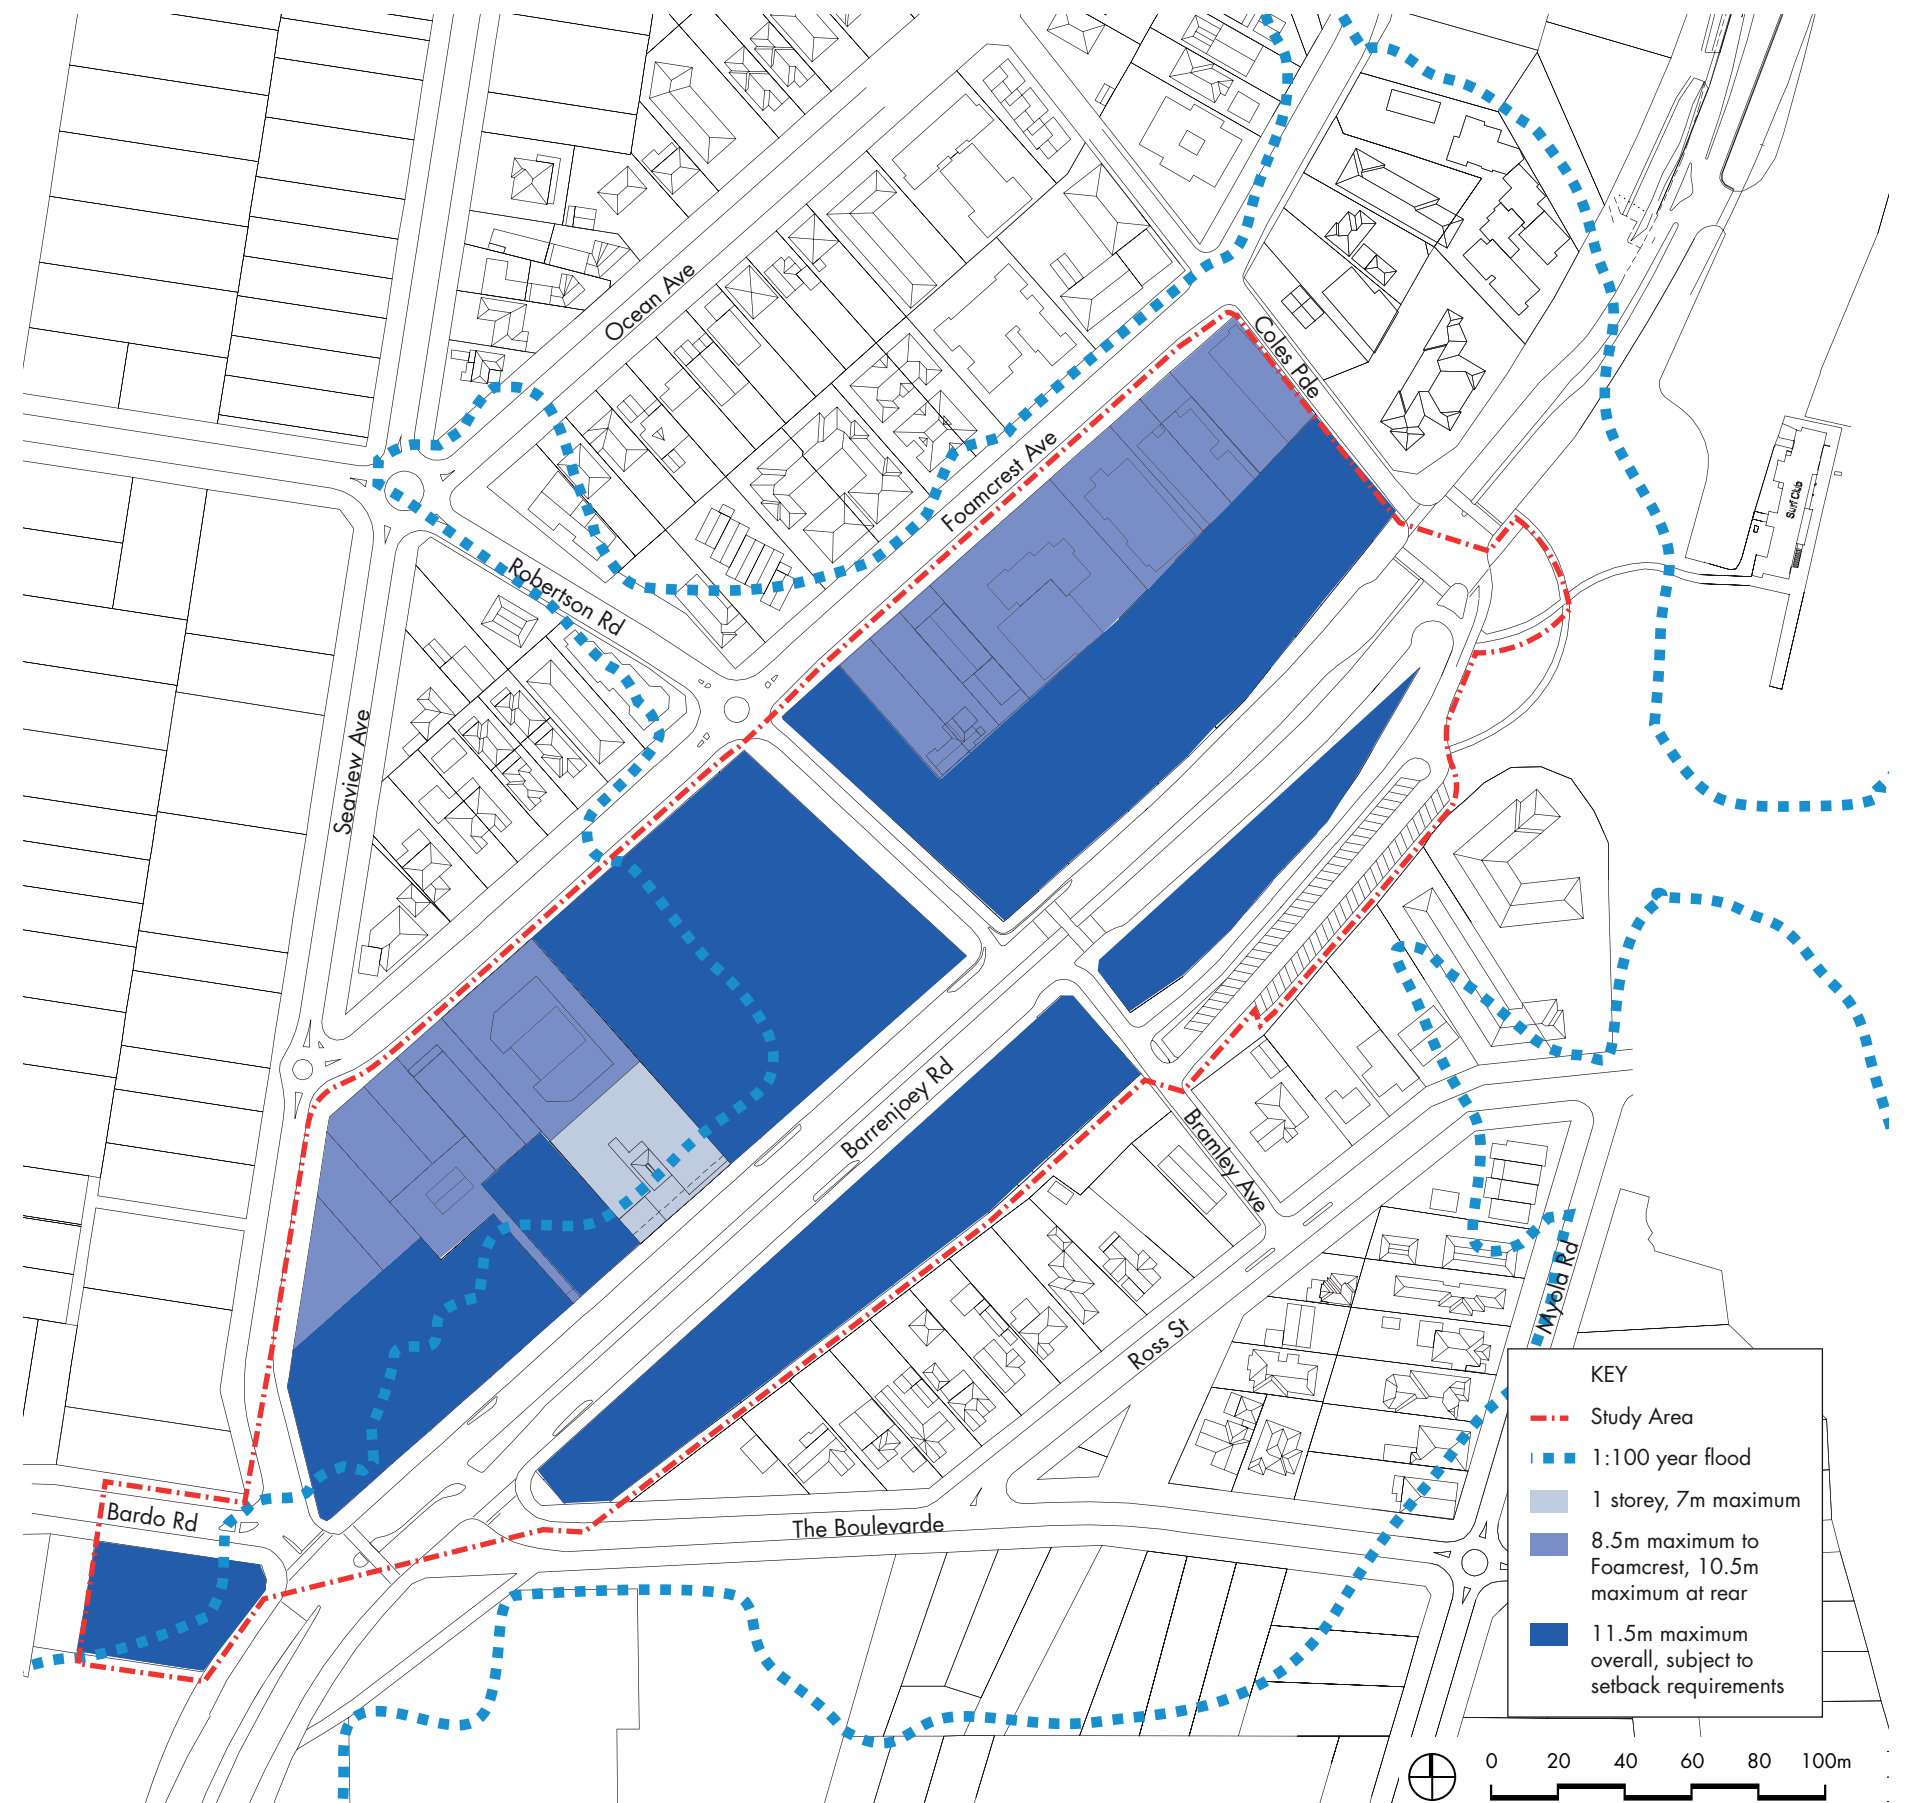 Ocean Ave
Coles Pde
Foamcrest Ave
Surf Club
Robertson Rd
Seaview Ave
Barrenjoey Rd
Bramley Ave
Myola Rd
Ross St
Bardo Rd
The Boulevarde
KEY
Study Area
1:100 year flood
1 storey, 7m maximum
8.5m maximum to
Foamcrest, 10.5m
maximum at rear
11.5m maximum
overall, subject to
setback requirements
0 20 40 60 80 100m